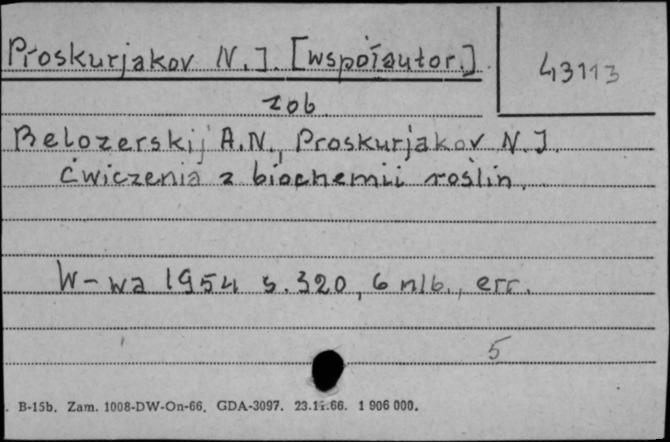 Proskurjakov N.J. [współautor.]
43113
zob.
Belozerskij A.N., Proskurjakov N.J.
Ćwiczenia z biochemii roślin.
W-wa 1954 s. 320, 6 nlb., err.
5
B-15b. Zam. 1008-DW-On-66. GDA-3097. 23.11.66. 1 906 000.